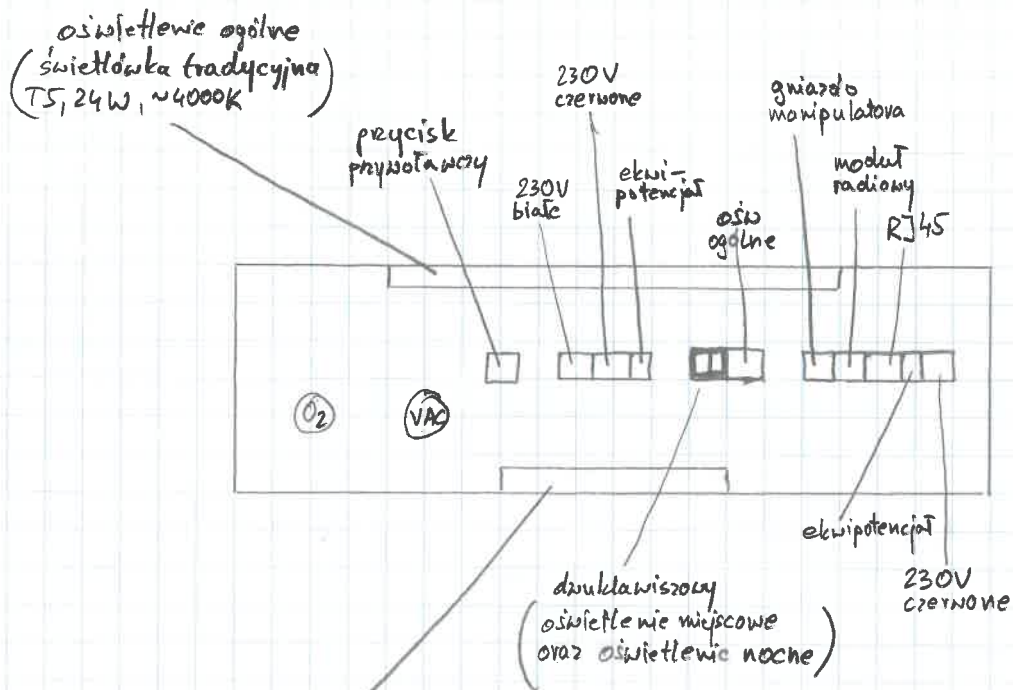 oświetlenie ogólne
(świetlówka tradycyjna
T5, 24W, ~4000K)
przycisk
przywoławczy
230V
białe
230V
czerwone
ekwi-
potencjał
ośw
ogólne
gniazdo
manipulatora
moduł
radiowy
RJ45
O2
VAC
ekwipotencjał
230V
czerwone
dwuklawiszowy
(oświetlenie miejscowe
oraz oświetlenie nocne)